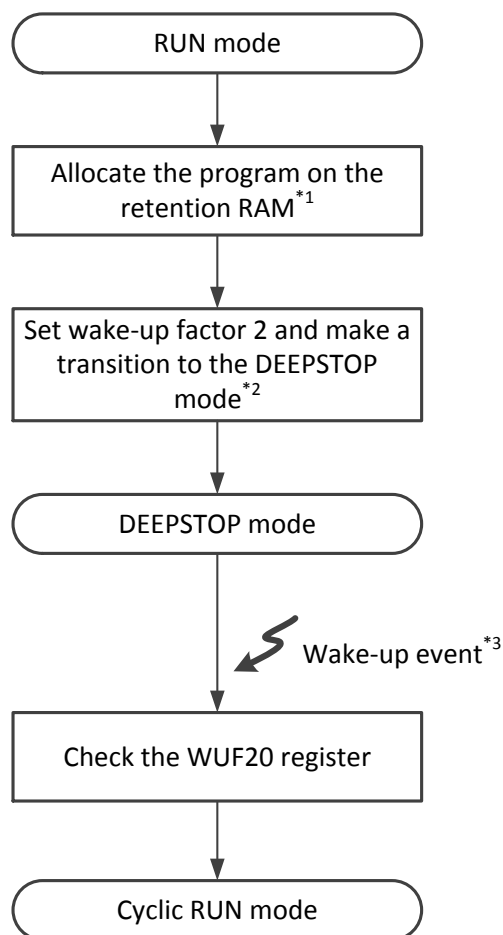 RUN mode
Allocate the program on the
retention RAM*1
Set wake-up factor 2 and make a
transition to the DEEPSTOP
mode*2
DEEPSTOP mode
Wake-up event*3
Check the WUF20 register
Cyclic RUN mode